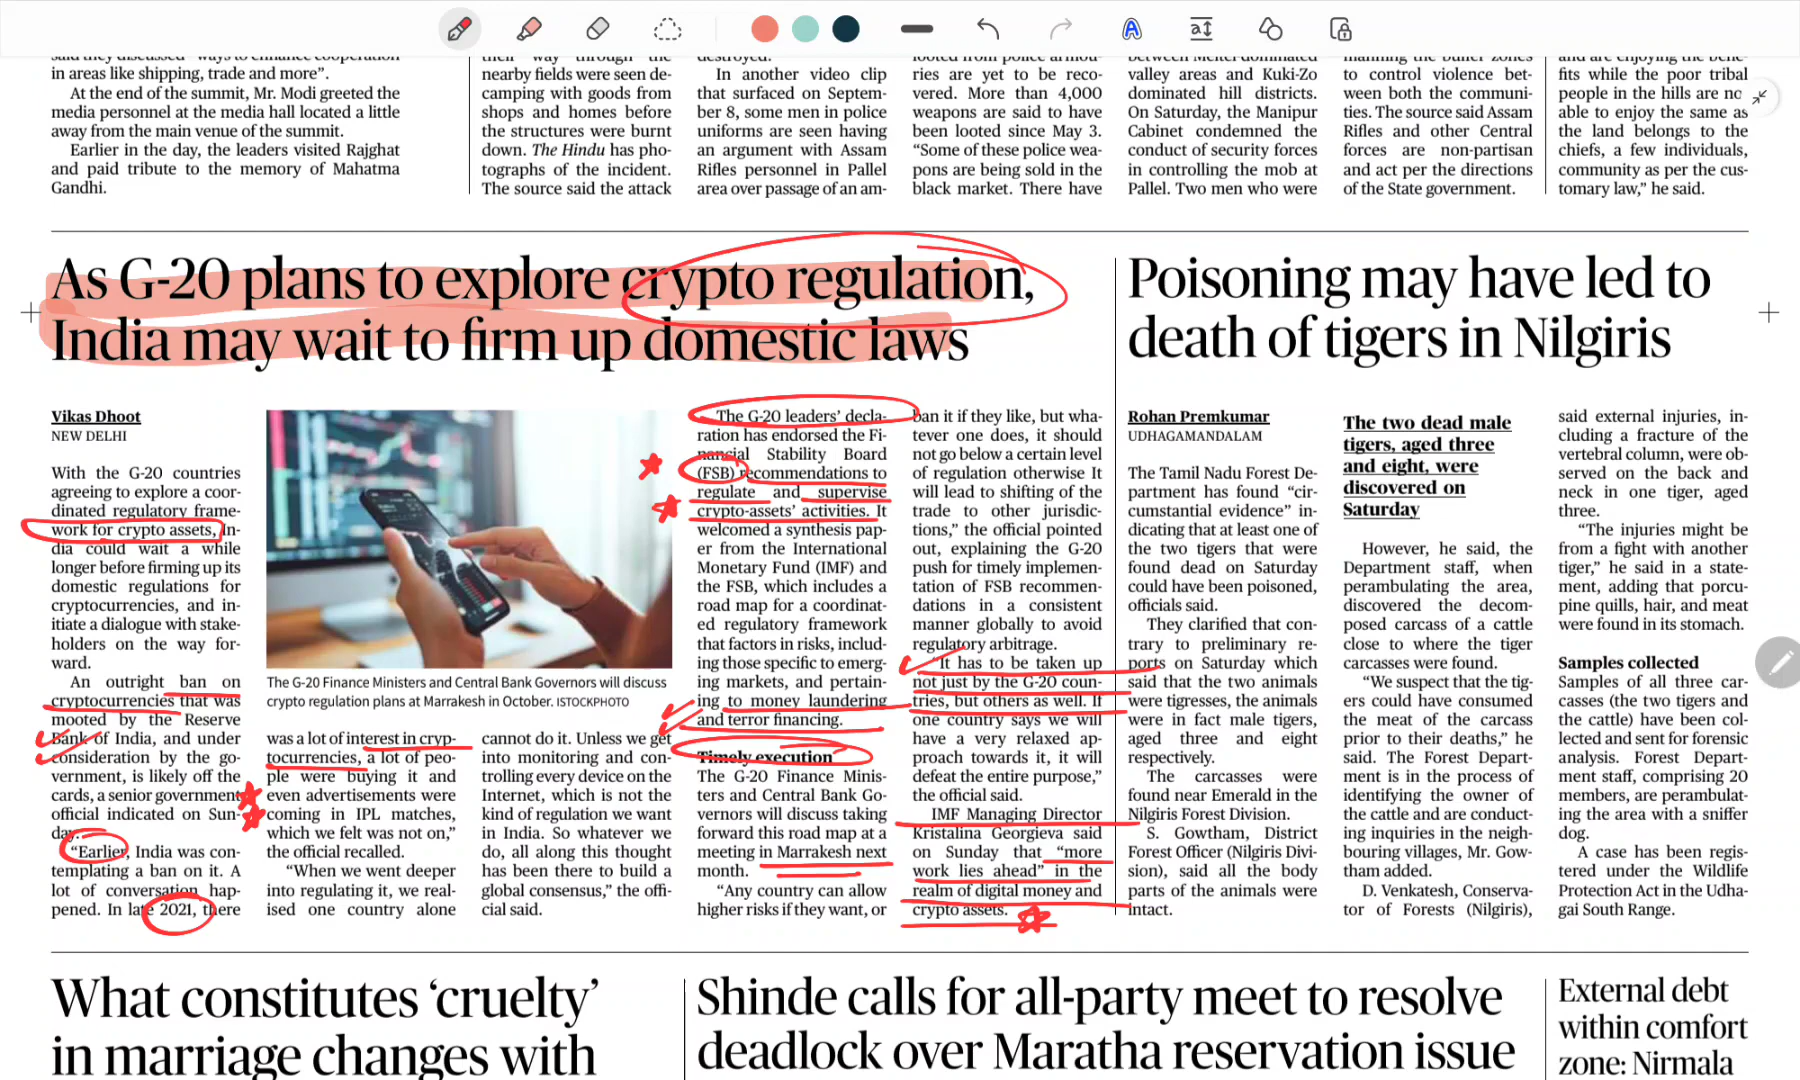 said they discussed "ways to enhance cooperation
in areas like shipping, trade and more".
At the end of the summit, Mr. Modi greeted the
media personnel at the media hall located a little
away from the main venue of the summit.
Earlier in the day, the leaders visited Rajghat
and paid tribute to the memory of Mahatma
Gandhi.
their way through the
nearby fields were seen de-
camping with goods from
shops and homes before
the structures were burnt
down. The Hindu has pho-
tographs of the incident.
The source said the attack
destroyed.
In another video clip
that surfaced on Septem-
ber 8, some men in police
uniforms are seen having
an argument with Assam
Rifles personnel in Pallel
area over passage of an am-
looted from police armou-
ries are yet to be reco-
vered. More than 4,000
weapons are said to have
been looted since May 3.
"Some of these police wea-
pons are being sold in the
black market. There have
between Meitei-dominated
valley areas and Kuki-Zo
dominated hill districts.
On Saturday, the Manipur
Cabinet condemned the
conduct of security forces
in controlling the mob at
Pallel. Two men who were
manning the buffer zones
to control violence bet-
ween both the communi-
ties. The source said Assam
Rifles and other Central
forces are non-partisan
and act per the directions
of the State government.
and are enjoying the bene-
fits while the poor tribal
people in the hills are
able to enjoy the same as
the land belongs to the
chiefs, a few individuals,
community as per the cus-
tomary law," he said.
As G-20 plans to explore crypto regulation,
India may wait to firm up domestic laws
Vikas Dhoot
NEW DELHI
With the G-20 countries
agreeing to explore a coor-
dinated regulatory frame-
work for crypto assets, In-
dia could wait a while
longer before firming up its
domestic regulations for
cryptocurrencies, and in-
itiate a dialogue with stake-
holders on the way for-
ward.
An outright ban on
cryptocurrencies that was
mooted by the Reserve
Bank of India, and under
consideration by the go-
vernment, is likely off the
cards, a senior government
official indicated on Sun-
day.
"Earlier, India was con-
templating a ban on it. A
lot of conversation hap-
pened. In late 2021, there
The G-20 Finance Ministers and Central Bank Governors will discuss
crypto regulation plans at Marrakesh in October. ISTOCKPHOTO
was a lot of interest in cryp-
tocurrencies, a lot of peo-
ple were buying it and
even advertisements were
coming in IPL matches,
which we felt was not on,"
the official recalled.
"When we went deeper
into regulating it, we real-
ised one country alone
cannot do it. Unless we get
into monitoring and con-
trolling every device on the
Internet, which is not the
kind of regulation we want
in India. So whatever we
do, all along this thought
has been there to build a
global consensus," the offi-
cial said.
The G-20 leaders' decla-
ration has endorsed the Fi-
nancial Stability Board
(FSB) recommendations to
regulate and supervise
crypto-assets' activities. It
welcomed a synthesis pap-
er from the International
Monetary Fund (IMF) and
the FSB, which includes a
road map for a coordinat-
ed regulatory framework
that factors in risks, includ-
ing those specific to emerg-
ing markets, and pertain-
ing to money laundering
and terror financing.
Timely execution
The G-20 Finance Minis-
ters and Central Bank Go-
vernors will discuss taking
forward this road map at a
meeting in Marrakesh next
month.
"Any country can allow
higher risks if they want, or
ban it if they like, but wha-
tever one does, it should
not go below a certain level
of regulation otherwise It
will lead to shifting of the
trade to other jurisdic-
tions," the official pointed
out, explaining the G-20
push for timely implemen-
tation of FSB recommen-
dations in a consistent
manner globally to avoid
regulatory arbitrage.
"It has to be taken up
not just by the G-20 coun-
tries, but others as well. If
one country says we will
have a very relaxed ap-
proach towards it, it will
defeat the entire purpose,"
the official said.
IMF Managing Director
Kristalina Georgieva said
on Sunday that "more
work lies ahead" in the
realm of digital money and
crypto assets.
Poisoning may have led to
death of tigers in Nilgiris
Rohan Premkumar
UDHAGAMANDALAM
The Tamil Nadu Forest De-
partment has found "cir-
cumstantial evidence" in-
dicating that at least one of
the two tigers that were
found dead on Saturday
could have been poisoned,
officials said.
They clarified that con-
trary to preliminary re-
ports on Saturday which
said that the two animals
were tigresses, the animals
were in fact male tigers,
aged three and eight
respectively.
The carcasses were
found near Emerald in the
Nilgiris Forest Division.
S. Gowtham, District
Forest Officer (Nilgiris Divi-
sion), said all the body
parts of the animals were
intact.
The two dead male
tigers, aged three
and eight, were
discovered on
Saturday
However, he said, the
Department staff, when
perambulating the area,
discovered the decom-
posed carcass of a cattle
close to where the tiger
carcasses were found.
"We suspect that the tig-
ers could have consumed
the meat of the carcass
prior to their deaths," he
said. The Forest Depart-
ment is in the process of
identifying the owner of
the cattle and are conduct-
ing inquiries in the neigh-
bouring villages, Mr. Gow-
tham added.
D. Venkatesh, Conserva-
tor of Forests (Nilgiris),
said external injuries, in-
cluding a fracture of the
vertebral column, were ob-
served on the back and
neck in one tiger, aged
three.
"The injuries might be
from a fight with another
tiger," he said in a state-
ment, adding that porcu-
pine quills, hair, and meat
were found in its stomach.
Samples collected
Samples of all three car-
casses (the two tigers and
the cattle) have been col-
lected and sent for forensic
analysis. Forest Depart-
ment staff, comprising 20
members, are perambulat-
ing the area with a sniffer
dog.
A case has been regis-
tered under the Wildlife
Protection Act in the Udha-
gai South Range.
What constitutes 'cruelty'
in marriage changes with
Shinde calls for all-party meet to resolve
deadlock over Maratha reservation issue
External debt
within comfort
zone: Nirmala